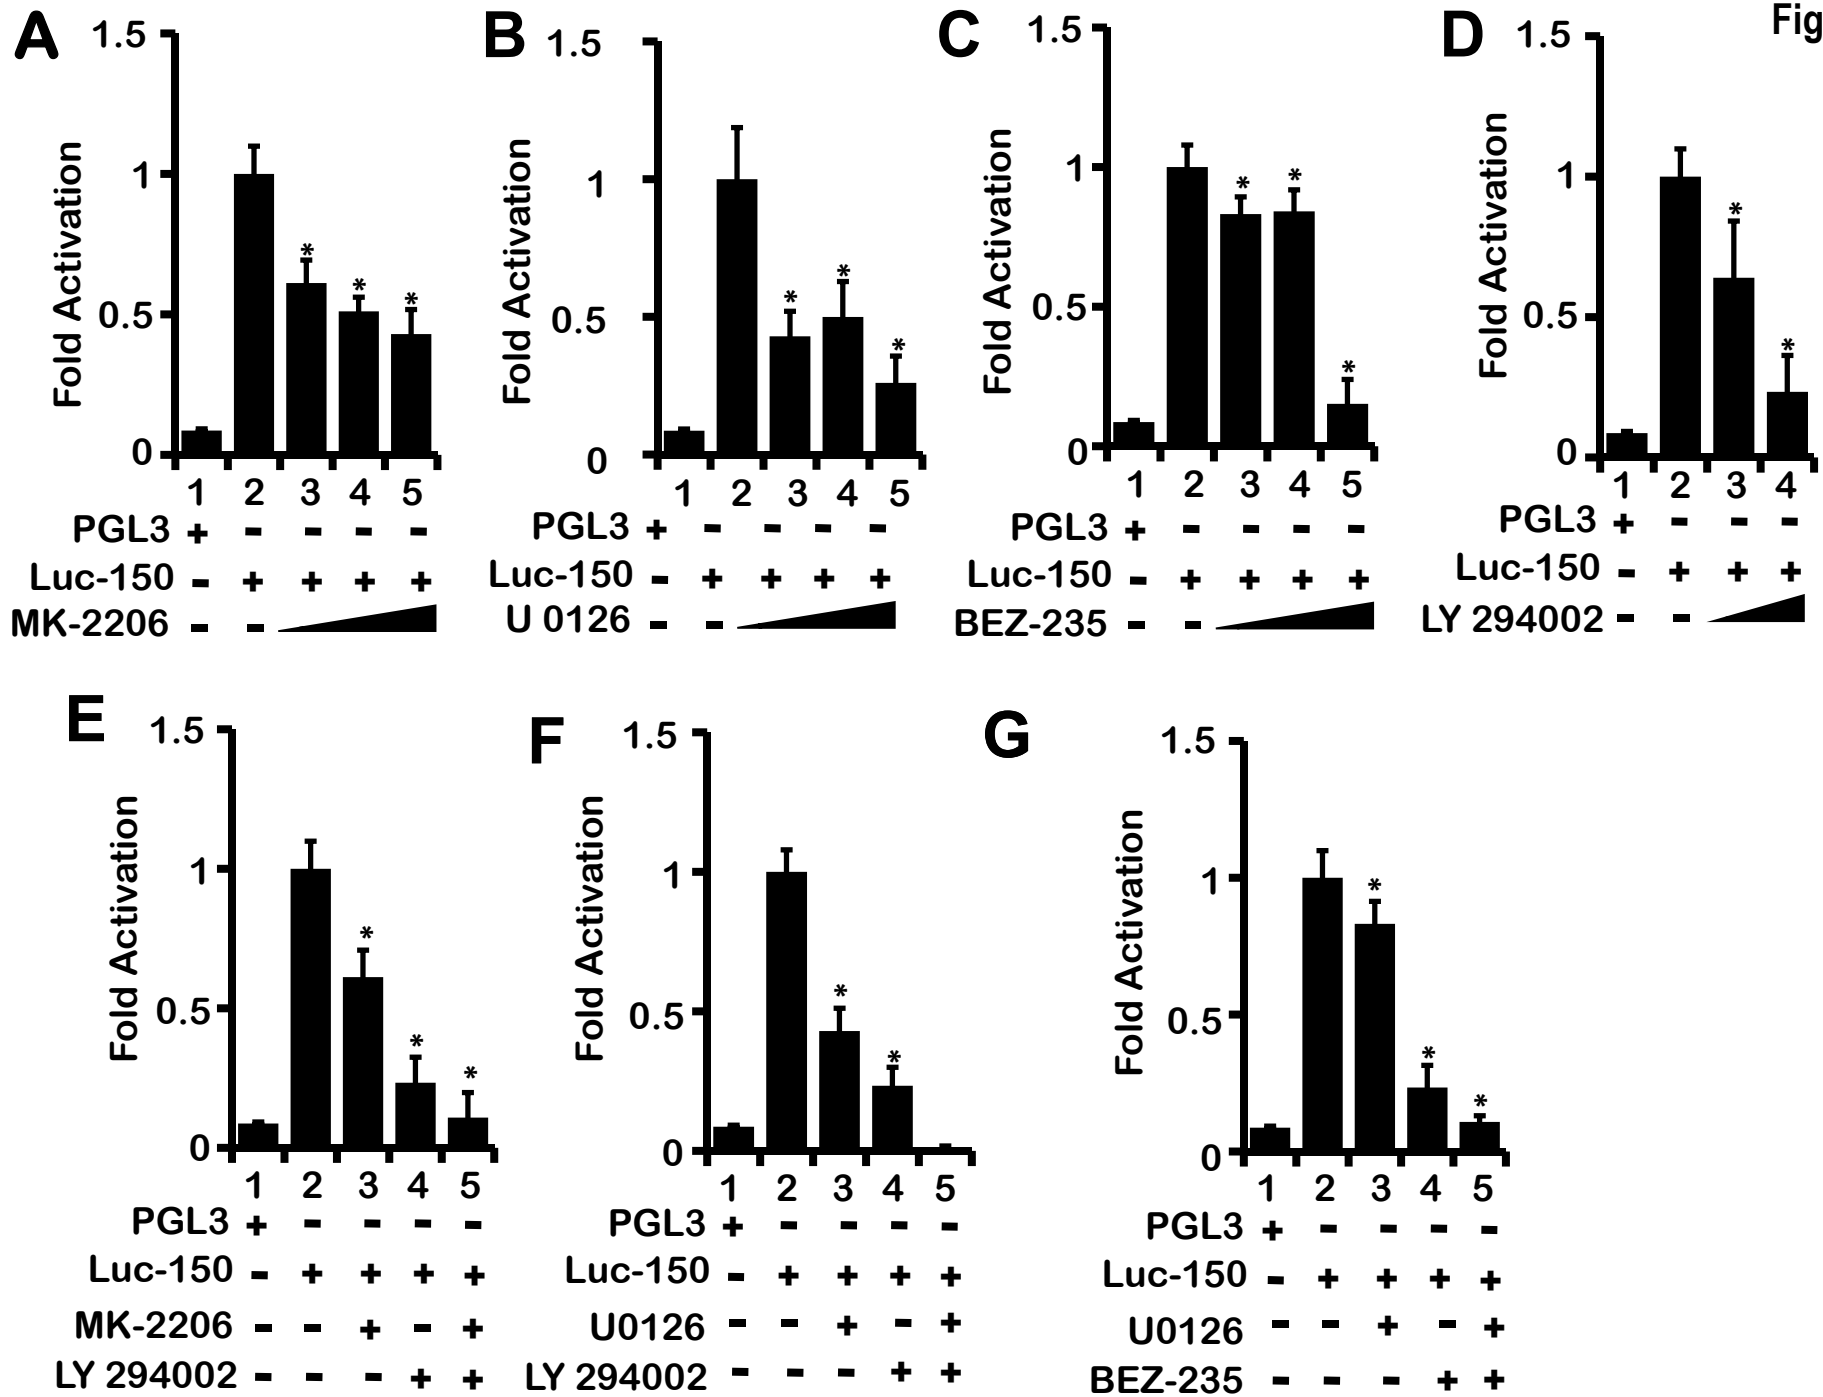 Fig
A
1.5
1
0.5
0
Fold Activation
* * *
1 2 3 4 5
PGL3 + - - - -
Luc-150 - + + + +
MK-2206 - -
B
1.5
1
0.5
0
Fold Activation
* * *
1 2 3 4 5
PGL3 + - - - -
Luc-150 - + + + +
U 0126 - -
C
1.5
1
0.5
0
Fold Activation
* * *
1 2 3 4 5
PGL3 + - - - -
Luc-150 - + + + +
BEZ-235 - -
D
1.5
1
0.5
0
Fold Activation
* *
1 2 3 4
PGL3 + - - -
Luc-150 - + + +
LY 294002 - -
E
1.5
1
0.5
0
Fold Activation
* * *
1 2 3 4 5
PGL3 + - - - -
Luc-150 - + + + +
MK-2206 - - + - +
LY 294002 - - - + +
F
1.5
1
0.5
0
Fold Activation
* *
1 2 3 4 5
PGL3 + - - - -
Luc-150 - + + + +
U0126 - - + - +
LY 294002 - - - + +
G
1.5
1
0.5
0
Fold Activation
* * *
1 2 3 4 5
PGL3 + - - - -
Luc-150 - + + + +
U0126 - - + - +
BEZ-235 - - - + +